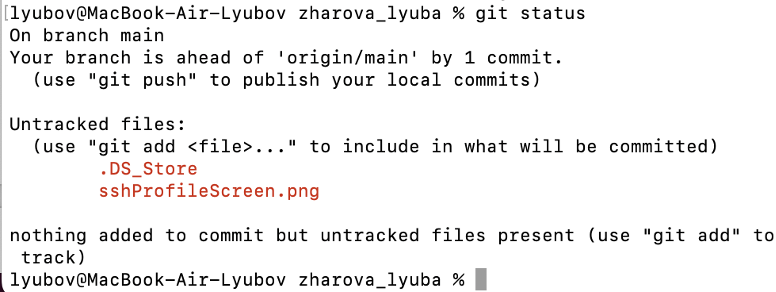 [lyubov@MacBook-Air-Lyubov zharova_lyuba % git status
On branch main
Your branch is ahead of 'origin/main' by 1 commit.
  (use "git push" to publish your local commits)

Untracked files:
  (use "git add <file>..." to include in what will be committed)
        .DS_Store
        sshProfileScreen.png

nothing added to commit but untracked files present (use "git add" to
 track)
lyubov@MacBook-Air-Lyubov zharova_lyuba %